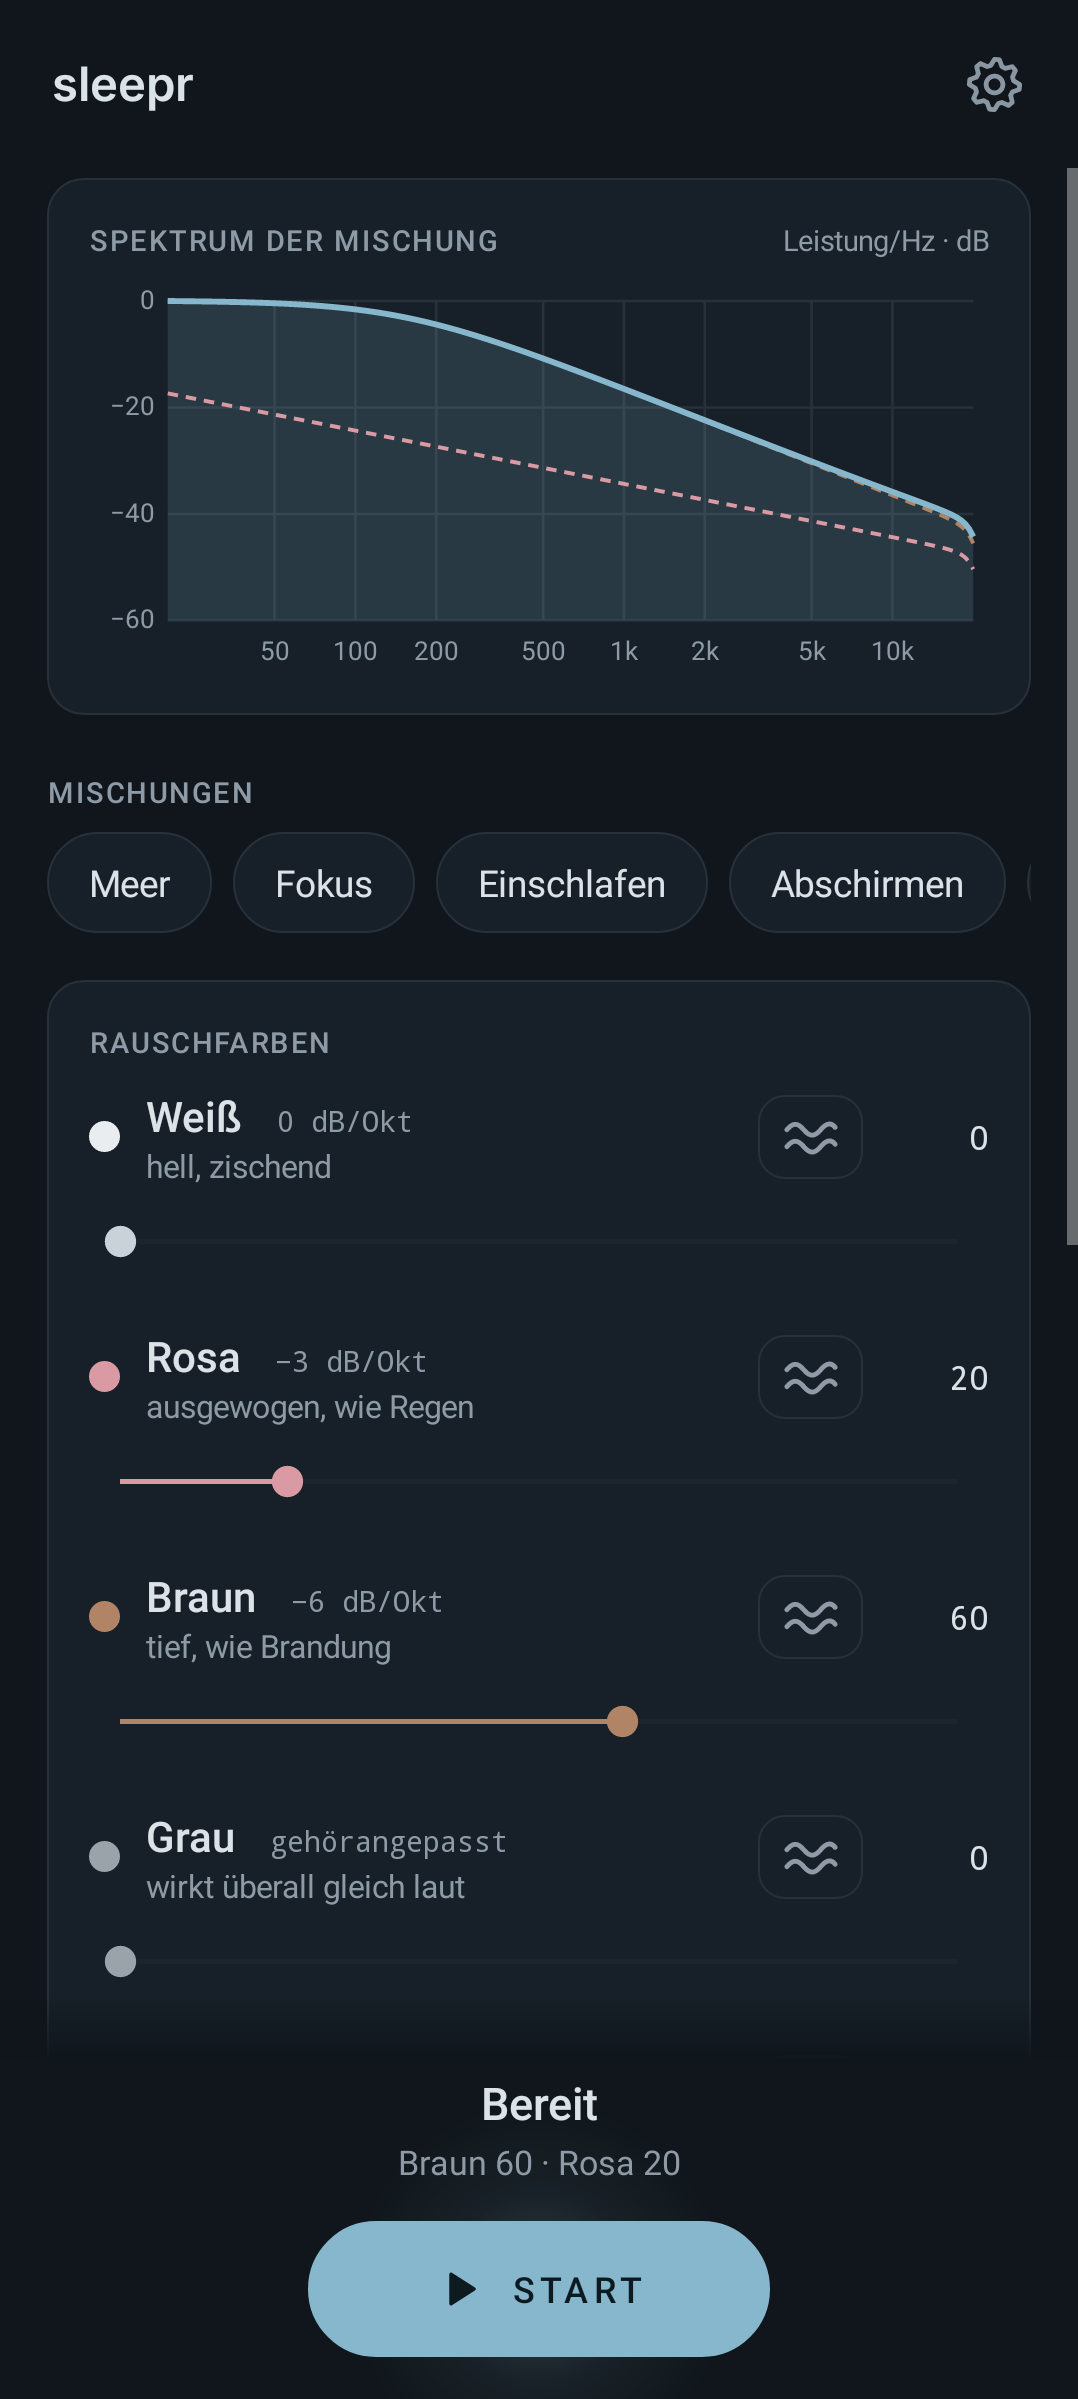 sleepr
SPEKTRUM DER MISCHUNG Leistung/Hz · dB
0
−20
−40
−60
50 100 200 500 1k 2k 5k 10k
MISCHUNGEN
Meer Fokus Einschlafen Abschirmen
RAUSCHFARBEN
Weiß 0 dB/Okt
hell, zischend
0
Rosa −3 dB/Okt
ausgewogen, wie Regen
20
Braun −6 dB/Okt
tief, wie Brandung
60
Grau gehörangepasst
wirkt überall gleich laut
0
Bereit
Braun 60 · Rosa 20
START